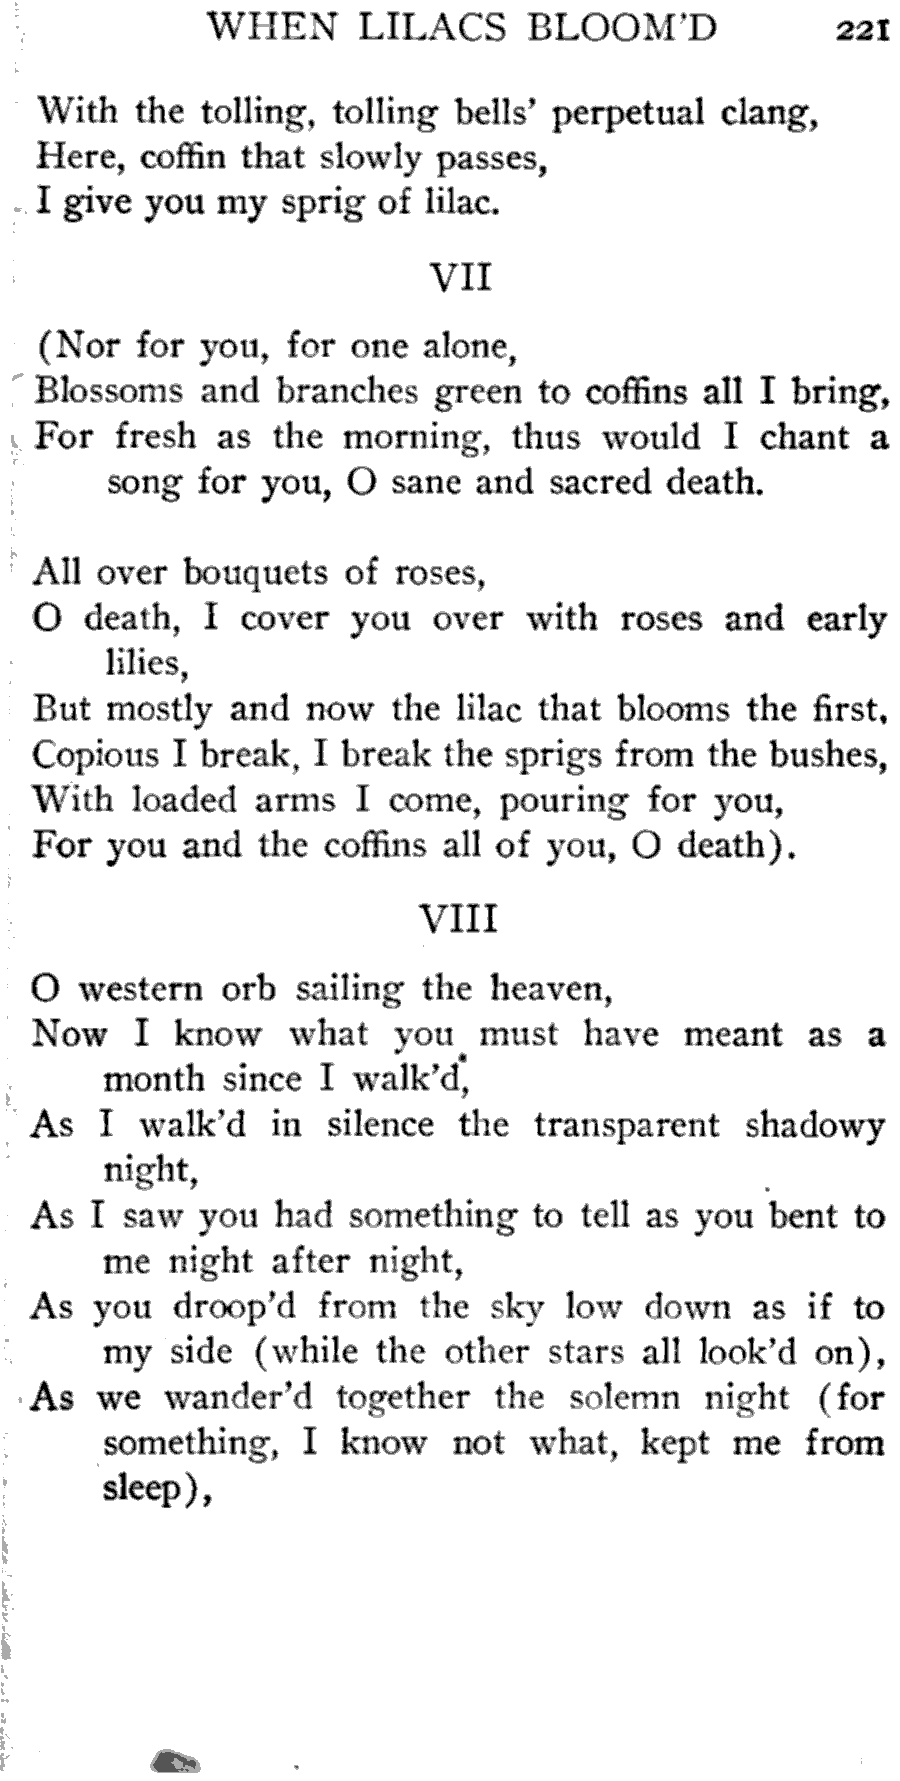 WHEN LILACS BLOOM'D 221
With the tolling, tolling bells' perpetual clang,
Here, coffin that slowly passes,
I give you my sprig of lilac.
VII
(Nor for you, for one alone,
Blossoms and branches green to coffins all I bring,
For fresh as the morning, thus would I chant a
song for you, O sane and sacred death.
All over bouquets of roses,
O death, I cover you over with roses and early
lilies,
But mostly and now the lilac that blooms the first,
Copious I break, I break the sprigs from the bushes,
With loaded arms I come, pouring for you,
For you and the coffins all of you, O death).
VIII
O western orb sailing the heaven,
Now I know what you must have meant as a
month since I walk'd,
As I walk'd in silence the transparent shadowy
night,
As I saw you had something to tell as you bent to
me night after night,
As you droop'd from the sky low down as if to
my side (while the other stars all look'd on),
As we wander'd together the solemn night (for
something, I know not what, kept me from
sleep),